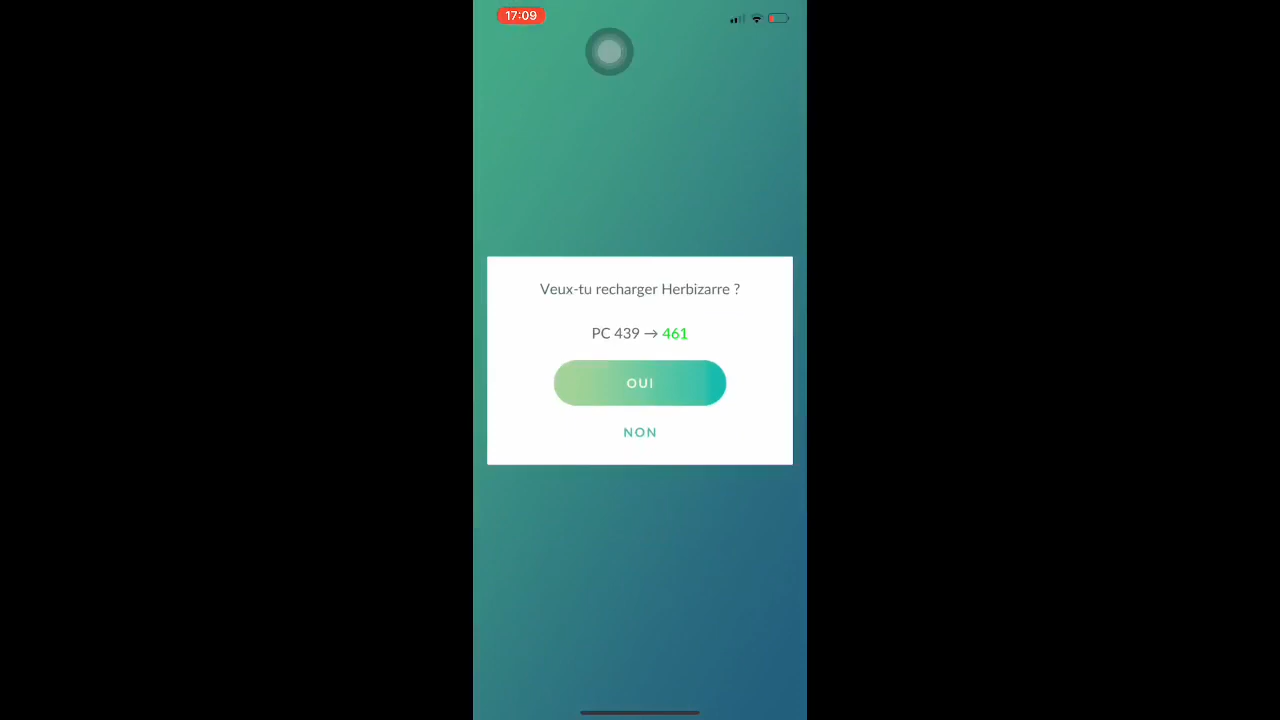 17:09
Veux-tu recharger Herbizarre ?
PC 439 → 461
OUI
NON